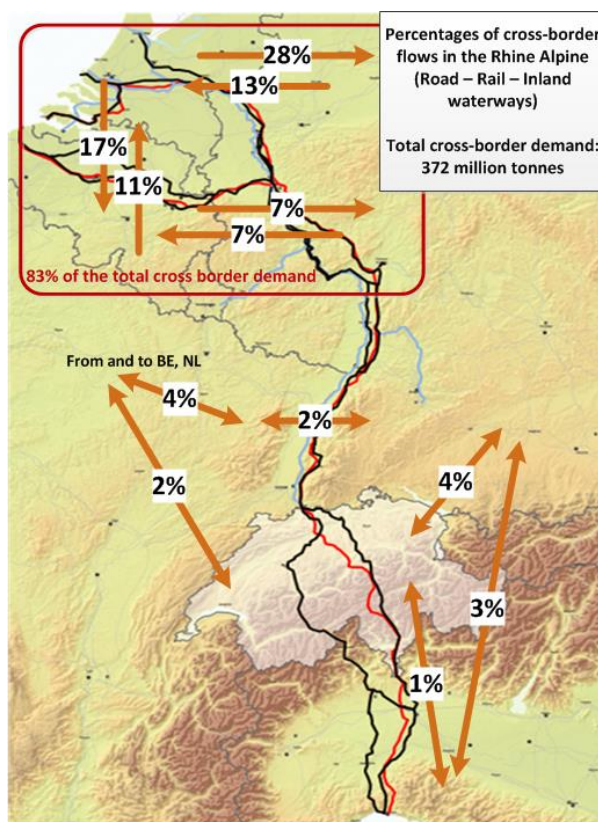 Percentages of cross-border
flows in the Rhine Alpine
(Road – Rail – Inland
waterways)
Total cross-border demand:
372 million tonnes
28%
13%
17%
11%
7%
7%
83% of the total cross border demand
From and to BE, NL
4%
2%
2%
4%
3%
1%